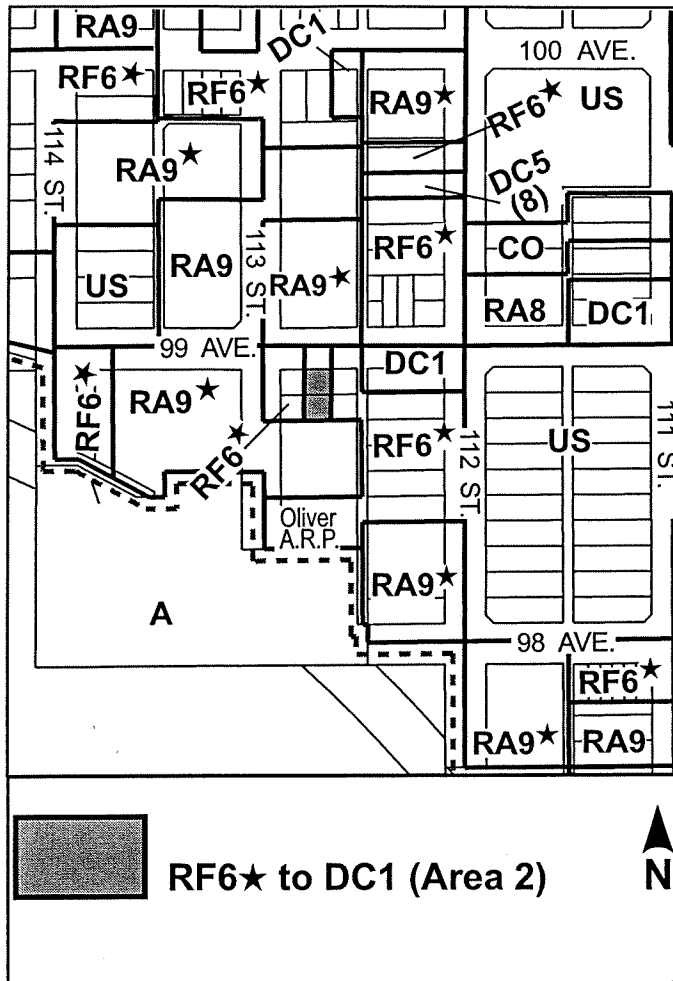 RA9
DC1
100 AVE.
RF6★
RF6★
RA9★
RF6★
US
114 ST.
RA9★
DC5
(8)
RA9
113 ST.
RF6★
CO
US
RA9★
RA8
DC1
99 AVE.
DC1
RF6★
RA9★
RF6★
RF6★
112 ST.
US
111 ST.
Oliver
A.R.P.
RA9★
A
98 AVE.
RF6★
RA9★
RA9
RF6★ to DC1 (Area 2)
N